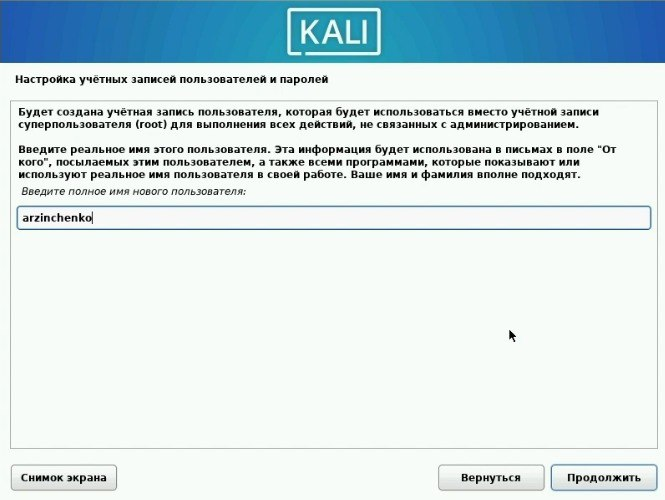 KALI
Настройка учётных записей пользователей и паролей
Будет создана учётная запись пользователя, которая будет использоваться вместо учётной записи
суперпользователя (root) для выполнения всех действий, не связанных с администрированием.
Введите реальное имя этого пользователя. Эта информация будет использована в письмах в поле "От
кого", посылаемых этим пользователем, а также всеми программами, которые показывают или
используют реальное имя пользователя в своей работе. Ваше имя и фамилия вполне подходят.
Введите полное имя нового пользователя:
arzinchenko
Снимок экрана
Вернуться
Продолжить